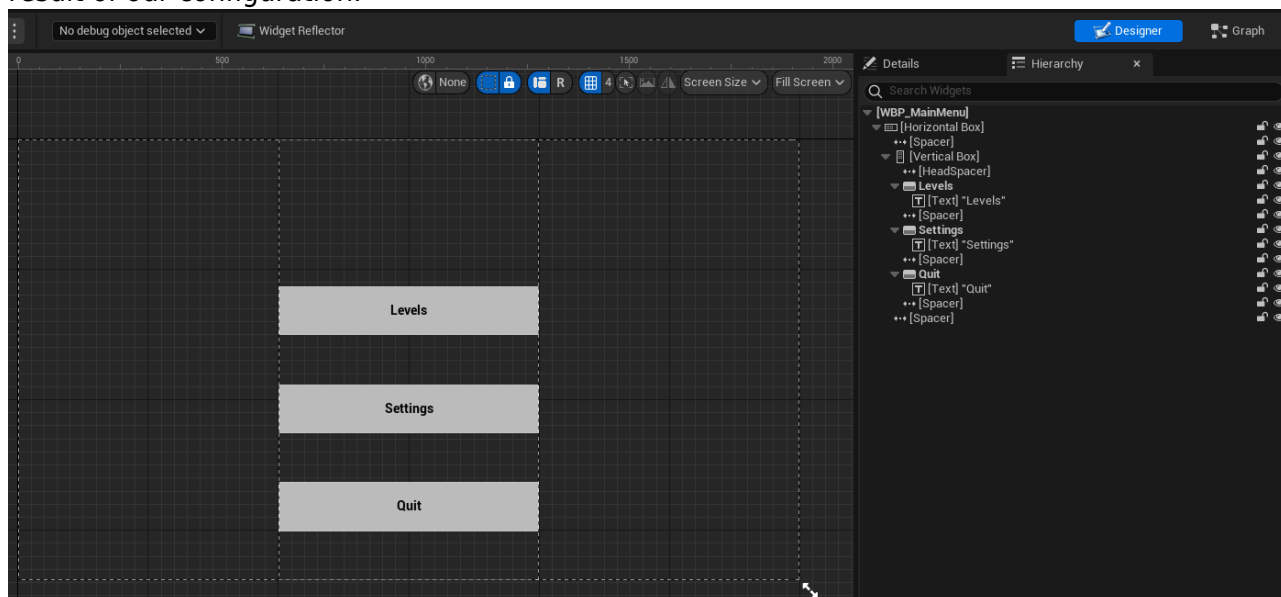 result of our configuration.
No debug object selected
Widget Reflector
Designer
Graph
0 500 1000 1500 2000
None R 4 Screen Size Fill Screen
Details
Hierarchy
Search Widgets
[WBP_MainMenu]
[Horizontal Box]
[Spacer]
[Vertical Box]
[HeadSpacer]
Levels
T [Text] "Levels"
[Spacer]
Settings
T [Text] "Settings"
[Spacer]
Quit
T [Text] "Quit"
[Spacer]
[Spacer]
Levels
Settings
Quit